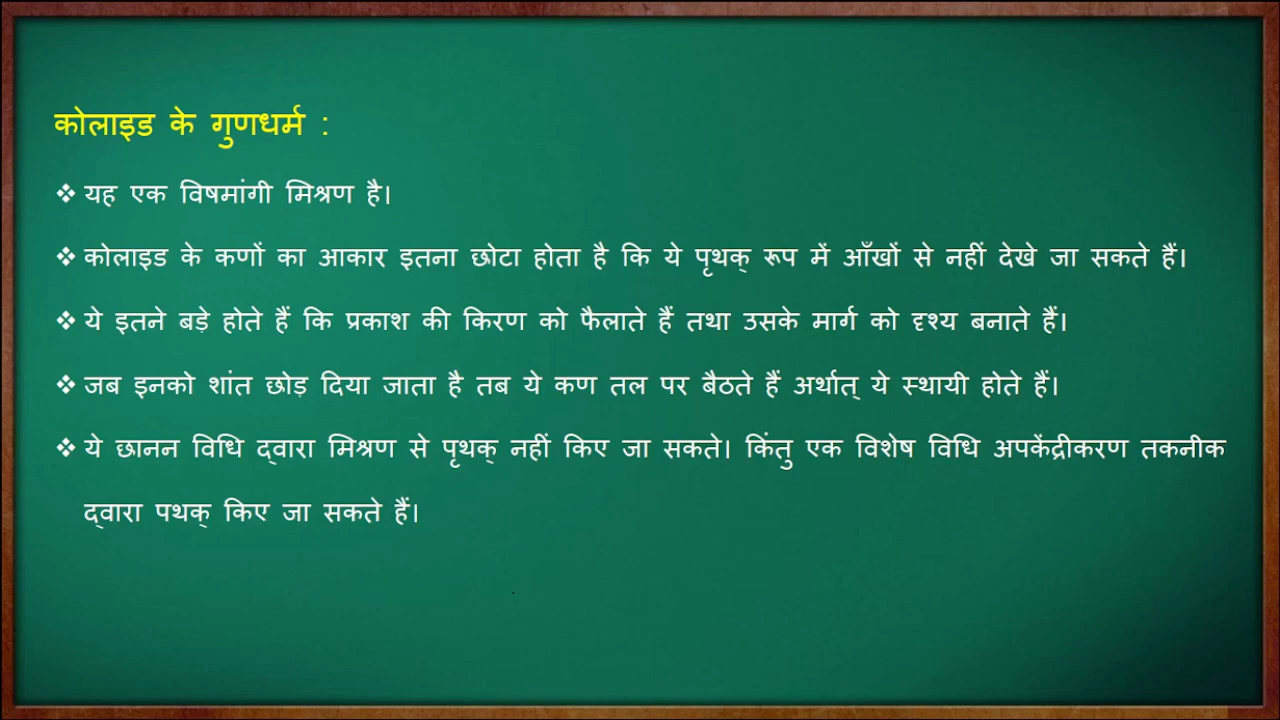 कोलाइड के गुणधर्म :
❖ यह एक विषमांगी मिश्रण है।
❖ कोलाइड के कणों का आकार इतना छोटा होता है कि ये पृथक् रूप में आँखों से नहीं देखे जा सकते हैं।
❖ ये इतने बड़े होते हैं कि प्रकाश की किरण को फैलाते हैं तथा उसके मार्ग को दृश्य बनाते हैं।
❖ जब इनको शांत छोड़ दिया जाता है तब ये कण तल पर बैठते हैं अर्थात् ये स्थायी होते हैं।
❖ ये छानन विधि द्वारा मिश्रण से पृथक् नहीं किए जा सकते। किंतु एक विशेष विधि अपकेंद्रीकरण तकनीक
द्वारा पथक् किए जा सकते हैं।